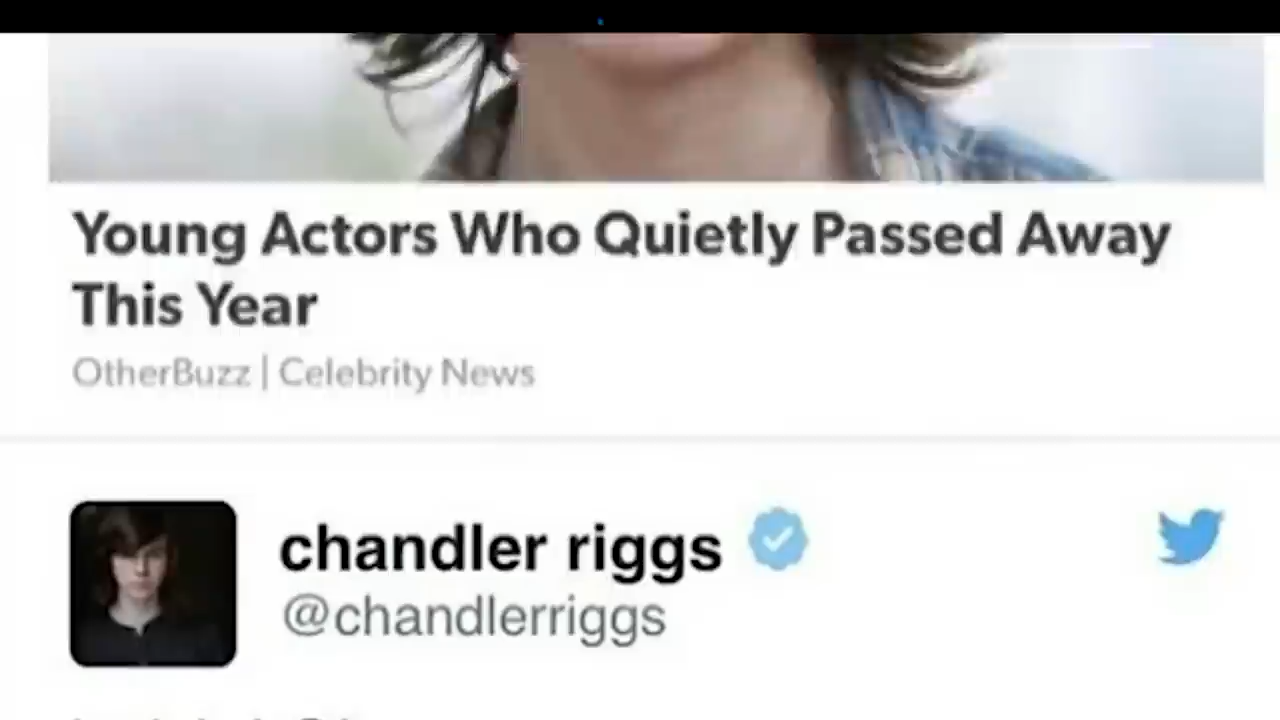 Young Actors Who Quietly Passed Away
This Year
OtherBuzz | Celebrity News
chandler riggs
@chandlerriggs